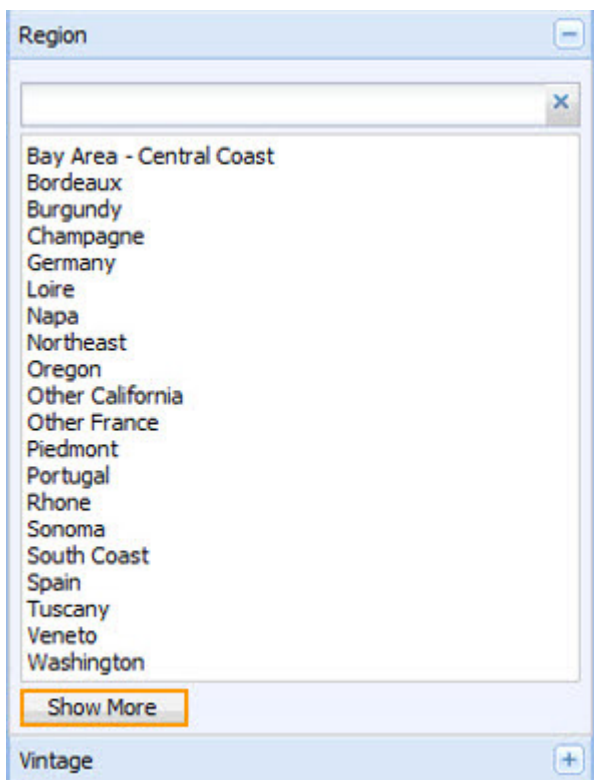 Region
Bay Area - Central Coast
Bordeaux
Burgundy
Champagne
Germany
Loire
Napa
Northeast
Oregon
Other California
Other France
Piedmont
Portugal
Rhone
Sonoma
South Coast
Spain
Tuscany
Veneto
Washington
Show More
Vintage